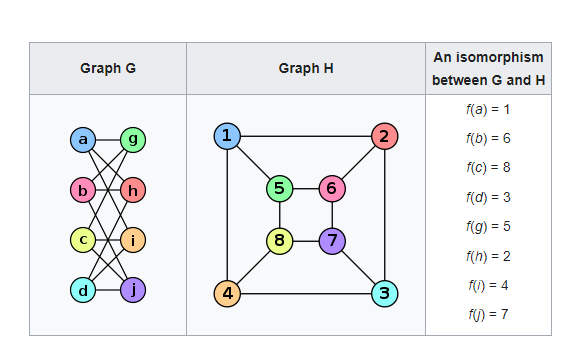 Graph G
Graph H
An isomorphism
between G and H
a g
b h
c i
d j
1 2
5 6
8 7
4 3
f(a) = 1
f(b) = 6
f(c) = 8
f(d) = 3
f(g) = 5
f(h) = 2
f(i) = 4
f(j) = 7